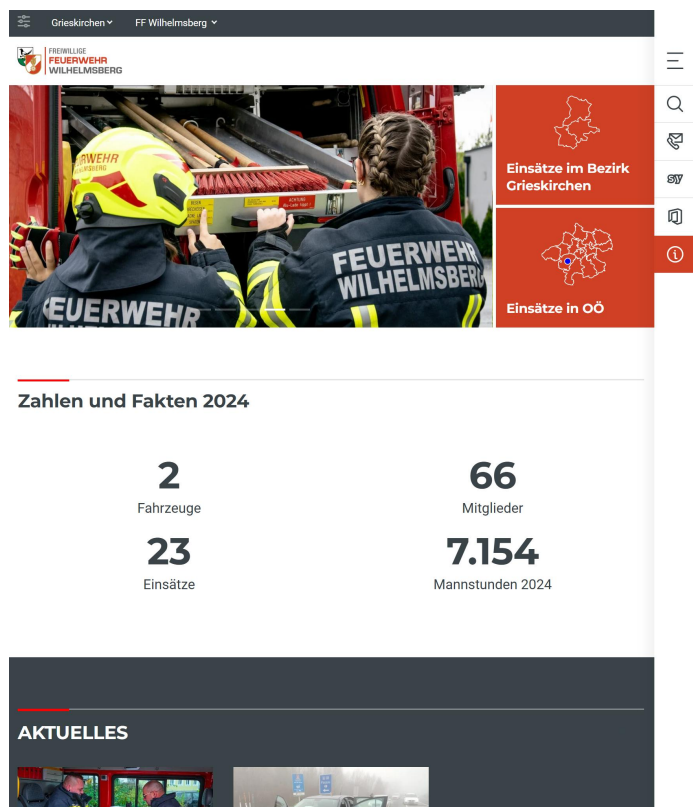 Grieskirchen
FF Wilhelmsberg
FREIWILLIGE
FEUERWEHR
WILHELMSBERG
FEUERWEHR
WILHELMSBERG
FEUERWEHR
Einsätze im Bezirk
Grieskirchen
Einsätze in OÖ
Zahlen und Fakten 2024
2
Fahrzeuge
66
Mitglieder
23
Einsätze
7.154
Mannstunden 2024
AKTUELLES